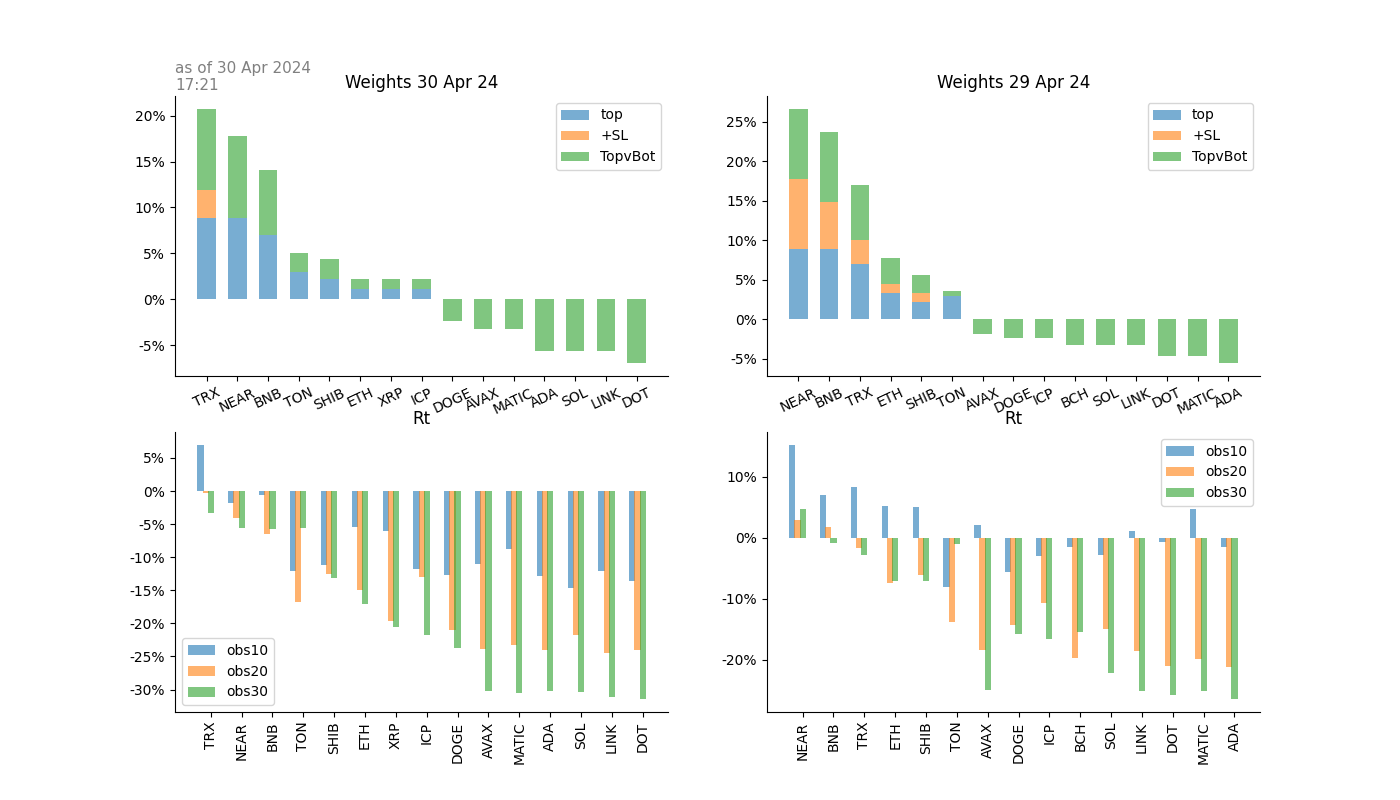 as of 30 Apr 2024
17:21
Weights 30 Apr 24
20%
15%
10%
5%
0%
-5%
top
+SL
TopvBot
TRX NEAR BNB TON SHIB ETH XRP ICP DOGE AVAX MATIC ADA SOL LINK DOT
Weights 29 Apr 24
25%
20%
15%
10%
5%
0%
-5%
top
+SL
TopvBot
NEAR BNB TRX ETH SHIB TON AVAX DOGE ICP BCH SOL LINK DOT MATIC ADA
Rt
5%
0%
-5%
-10%
-15%
-20%
-25%
-30%
obs10
obs20
obs30
TRX NEAR BNB TON SHIB ETH XRP ICP DOGE AVAX MATIC ADA SOL LINK DOT
Rt
10%
0%
-10%
-20%
obs10
obs20
obs30
NEAR BNB TRX ETH SHIB TON AVAX DOGE ICP BCH SOL LINK DOT MATIC ADA